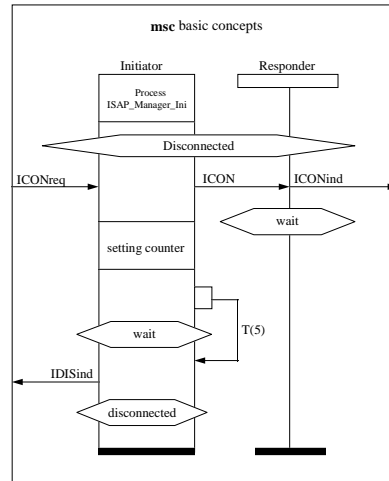 msc basic concepts
Initiator
Responder
Process
ISAP_Manager_Ini
Disconnected
ICONreq
ICON
ICONind
wait
setting counter
wait
T(5)
IDISind
disconnected